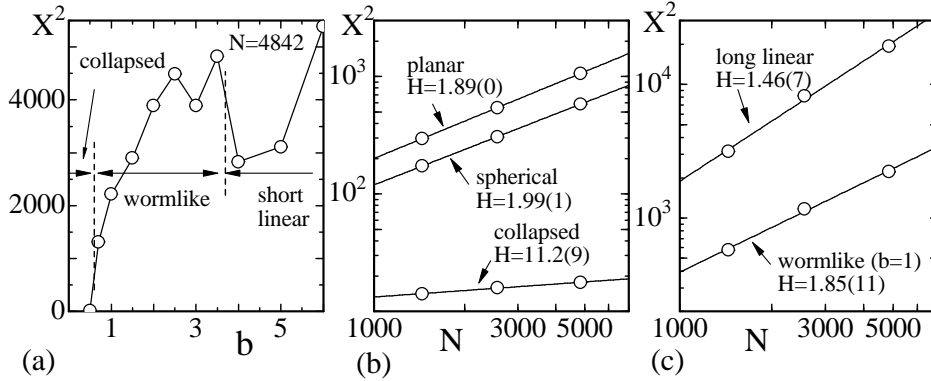 X²
N=4842
collapsed
4000
2000
wormlike
short
linear
0
1
3
5
b
(a)
X²
10³
planar
H=1.89(0)
10²
spherical
H=1.99(1)
collapsed
H=11.2(9)
1000
3000
5000
N
(b)
X²
10⁴
long linear
H=1.46(7)
10³
wormlike (b=1)
H=1.85(11)
1000
3000
5000
N
(c)